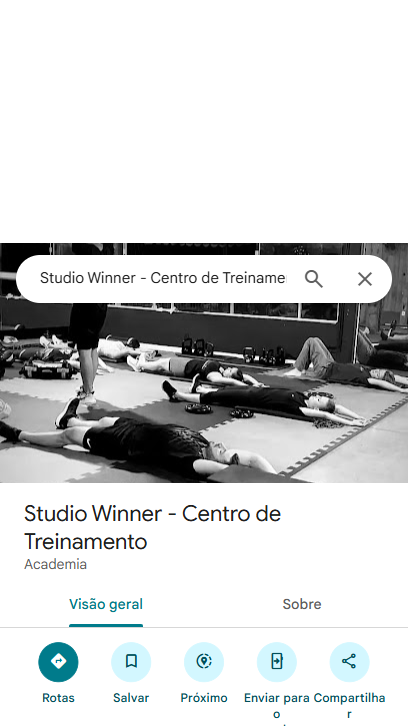 Studio Winner - Centro de Treiname
Studio Winner - Centro de
Treinamento
Academia
Visão geral
Sobre
Rotas
Salvar
Próximo
Enviar para
o
Compartilha
r